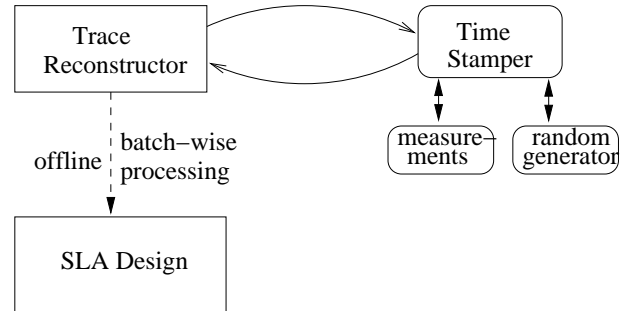 Trace
Reconstructor
Time
Stamper
measure−
ments
random
generator
offline
batch−wise
processing
SLA Design